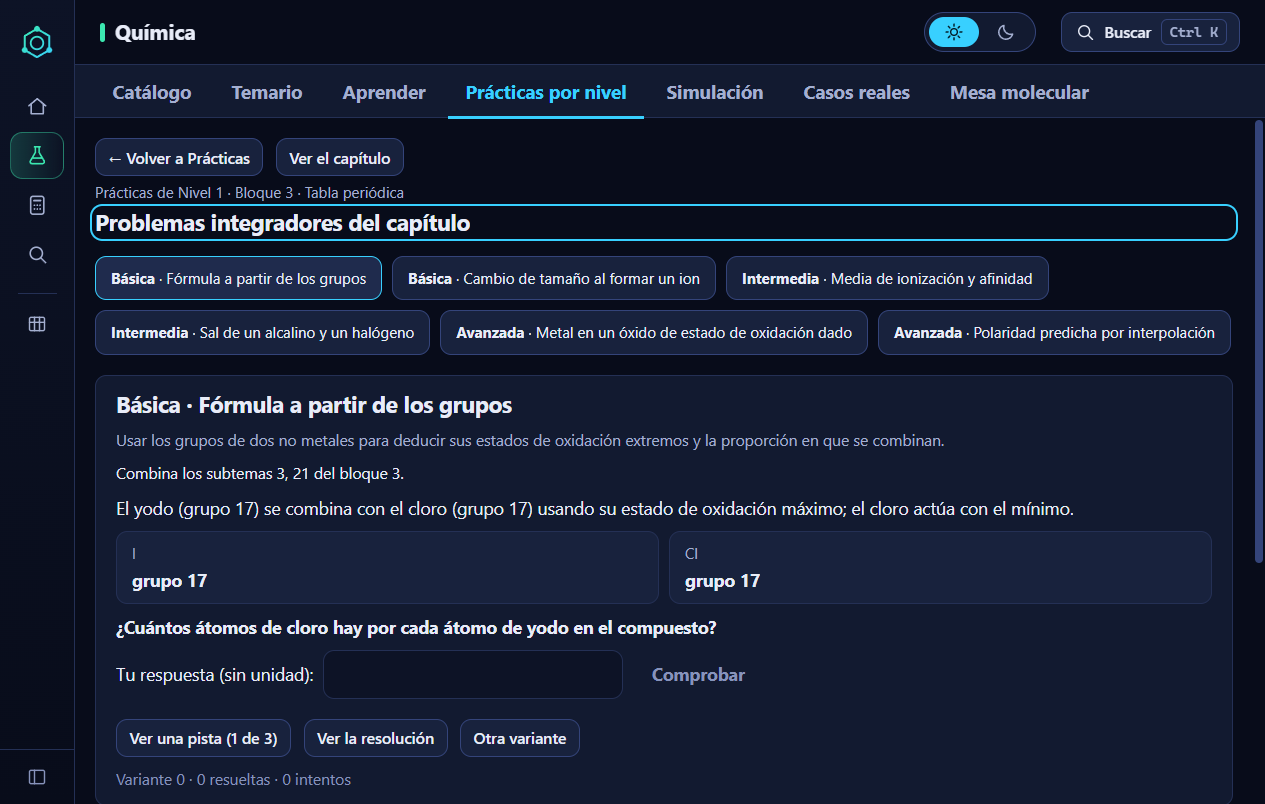 Química
Buscar Ctrl K
Catálogo Temario Aprender Prácticas por nivel Simulación Casos reales Mesa molecular
← Volver a Prácticas Ver el capítulo
Prácticas de Nivel 1 · Bloque 3 · Tabla periódica
Problemas integradores del capítulo
Básica · Fórmula a partir de los grupos Básica · Cambio de tamaño al formar un ion Intermedia · Media de ionización y afinidad
Intermedia · Sal de un alcalino y un halógeno Avanzada · Metal en un óxido de estado de oxidación dado Avanzada · Polaridad predicha por interpolación
Básica · Fórmula a partir de los grupos
Usar los grupos de dos no metales para deducir sus estados de oxidación extremos y la proporción en que se combinan.
Combina los subtemas 3, 21 del bloque 3.
El yodo (grupo 17) se combina con el cloro (grupo 17) usando su estado de oxidación máximo; el cloro actúa con el mínimo.
I Cl
grupo 17 grupo 17
¿Cuántos átomos de cloro hay por cada átomo de yodo en el compuesto?
Tu respuesta (sin unidad): Comprobar
Ver una pista (1 de 3) Ver la resolución Otra variante
Variante 0 · 0 resueltas · 0 intentos